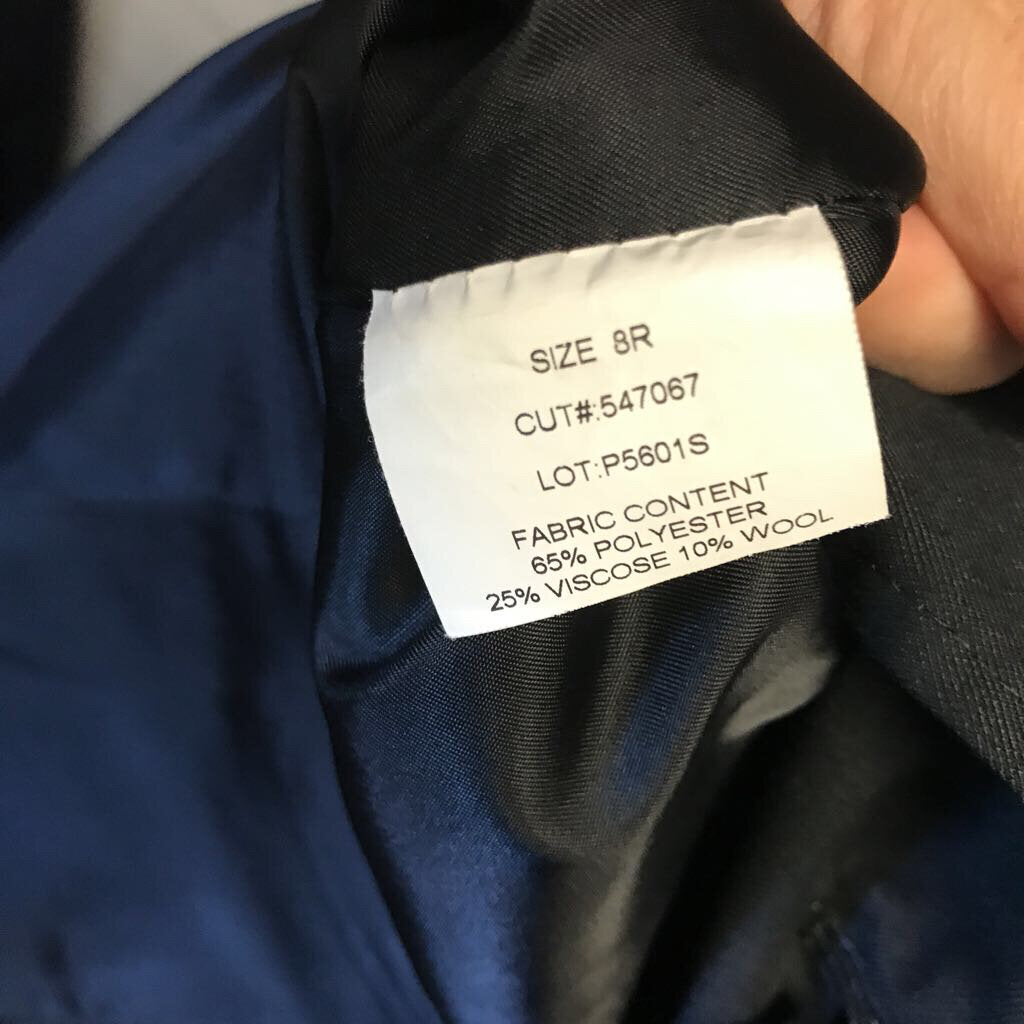 SIZE 8R
CUT#:547067
LOT:P5601S
FABRIC CONTENT
65% POLYESTER
25% VISCOSE 10% WOOL